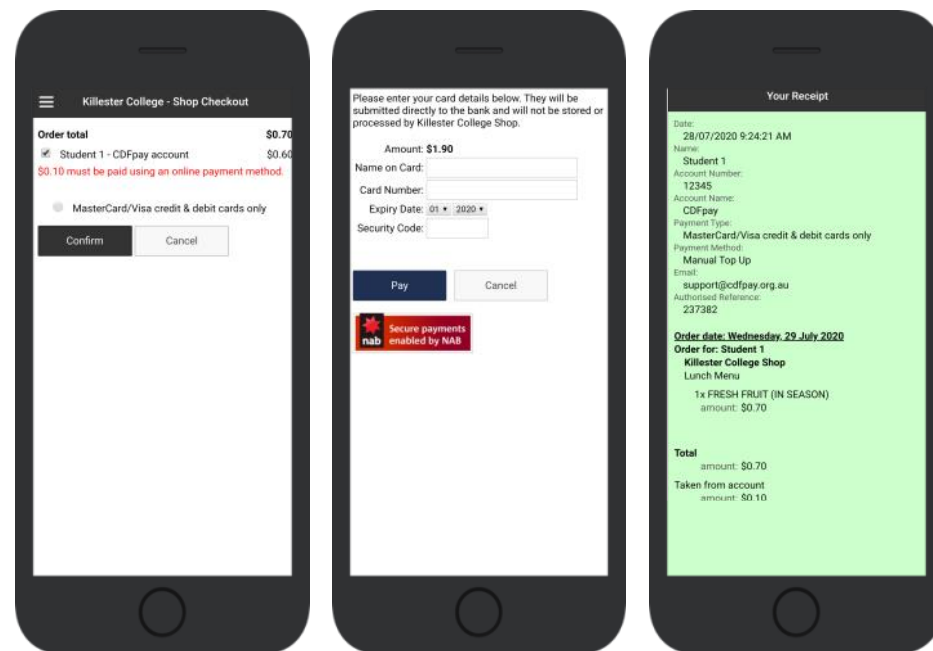 Killester College - Shop Checkout
Order total $0.70
Student 1 - CDFpay account $0.60
$0.10 must be paid using an online payment method.
MasterCard/Visa credit & debit cards only
Confirm Cancel
Please enter your card details below. They will be
submitted directly to the bank and will not be stored or
processed by Killester College Shop.
Amount: $1.90
Name on Card:
Card Number:
Expiry Date: 01 2020
Security Code:
Pay Cancel
nab Secure payments
enabled by NAB
Your Receipt
Date:
28/07/2020 9:24:21 AM
Name:
Student 1
Account Number:
12345
Account Name:
CDFpay
Payment Type:
MasterCard/Visa credit & debit cards only
Payment Method:
Manual Top Up
Email:
support@cdfpay.org.au
Authorised Reference:
237382
Order date: Wednesday, 29 July 2020
Order for: Student 1
Killester College Shop
Lunch Menu
1x FRESH FRUIT (IN SEASON)
amount: $0.70
Total
amount: $0.70
Taken from account
amount: $0.10